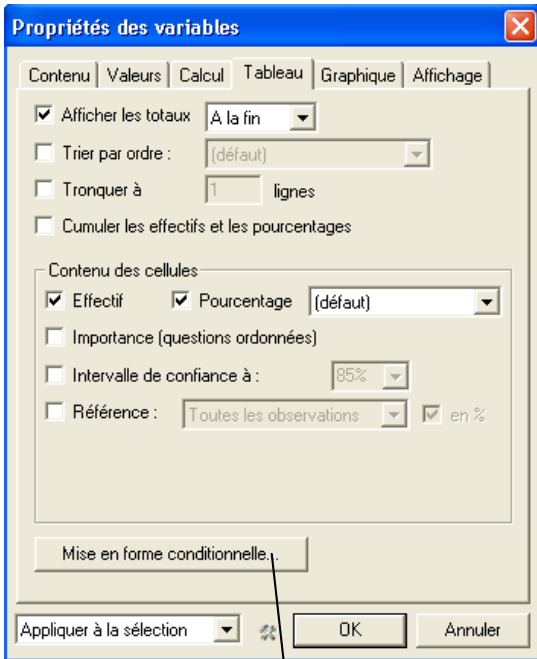 Propriétés des variables
Contenu Valeurs Calcul Tableau Graphique Affichage
Afficher les totaux A la fin
Trier par ordre : (défaut)
Tronquer à 1 lignes
Cumuler les effectifs et les pourcentages
Contenu des cellules
Effectif Pourcentage (défaut)
Importance (questions ordonnées)
Intervalle de confiance à : 85%
Référence : Toutes les observations en %
Mise en forme conditionnelle...
Appliquer à la sélection OK Annuler